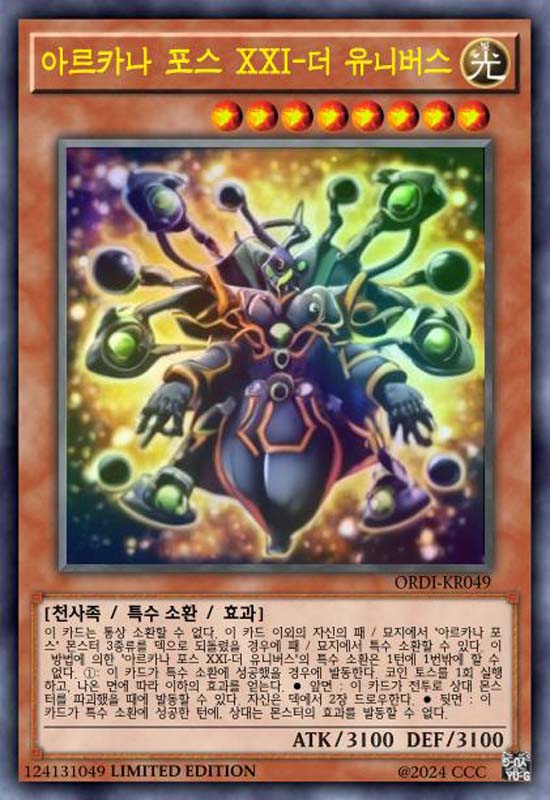 아르카나 포스 XXI-더 유니버스
光
ORDI-KR049
[천사족 / 특수 소환 / 효과]
이 카드는 통상 소환할 수 없다. 이 카드 이외의 자신의 패 / 묘지에서 "아르카나 포
스" 몬스터 3종류를 덱으로 되돌렸을 경우에 패 / 묘지에서 특수 소환할 수 있다. 이
방법에 의한 "아르카나 포스 XXI-더 유니버스"의 특수 소환은 1턴에 1번밖에 할 수
없다. ①: 이 카드가 특수 소환에 성공했을 경우에 발동한다. 코인 토스를 1회 실행
하고, 나온 면에 따라 이하의 효과를 얻는다. ● 앞면 : 이 카드가 전투로 상대 몬스
터를 파괴했을 때에 발동할 수 있다. 자신은 덱에서 2장 드로우한다. ● 뒷면 : 이
카드가 특수 소환에 성공한 턴에, 상대는 몬스터의 효과를 발동할 수 없다.
ATK/3100 DEF/3100
124131049 LIMITED EDITION
@2024 CCC